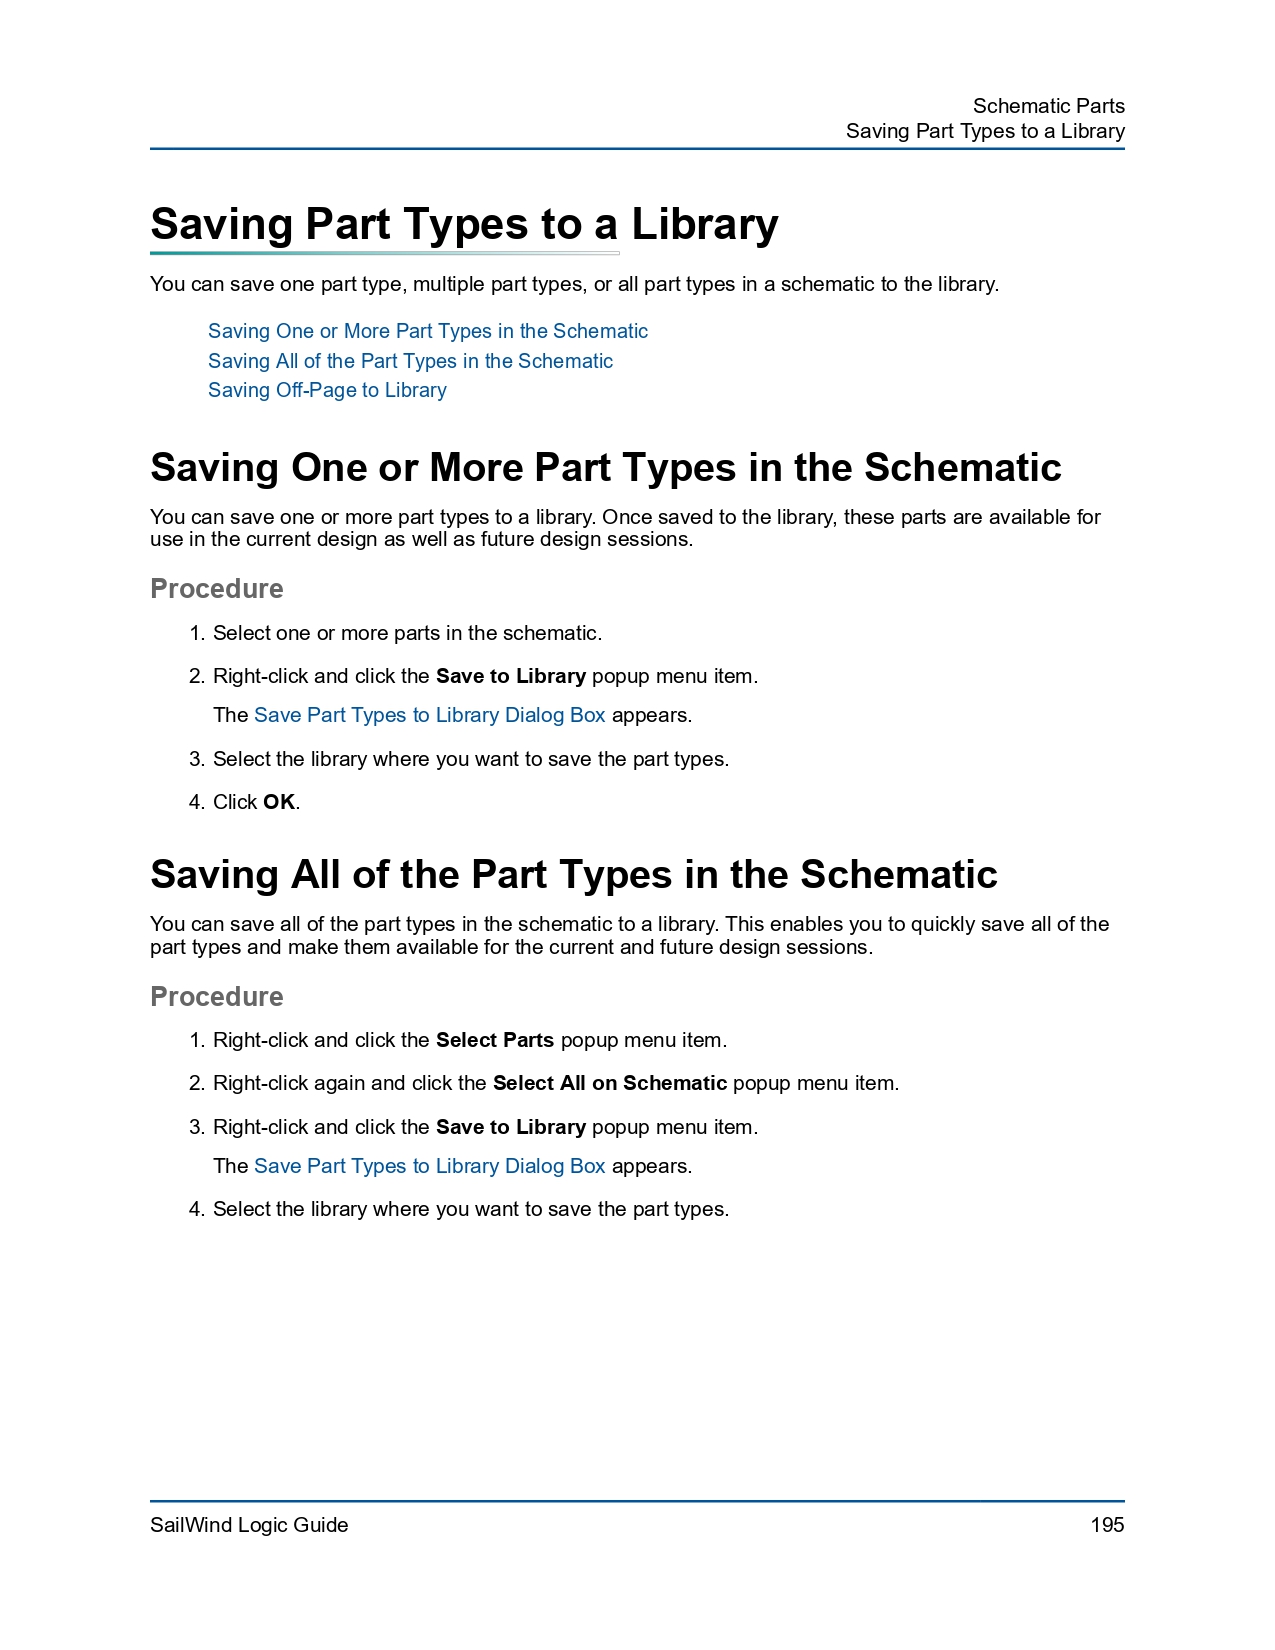 Schematic Parts
Saving Part Types to a Library
Saving Part Types to a Library
You can save one part type, multiple part types, or all part types in a schematic to the library.
Saving One or More Part Types in the Schematic
Saving All of the Part Types in the Schematic
Saving Off-Page to Library
Saving One or More Part Types in the Schematic
You can save one or more part types to a library. Once saved to the library, these parts are available for
use in the current design as well as future design sessions.
Procedure
1. Select one or more parts in the schematic.
2. Right-click and click the Save to Library popup menu item.
The Save Part Types to Library Dialog Box appears.
3. Select the library where you want to save the part types.
4. Click OK.
Saving All of the Part Types in the Schematic
You can save all of the part types in the schematic to a library. This enables you to quickly save all of the
part types and make them available for the current and future design sessions.
Procedure
1. Right-click and click the Select Parts popup menu item.
2. Right-click again and click the Select All on Schematic popup menu item.
3. Right-click and click the Save to Library popup menu item.
The Save Part Types to Library Dialog Box appears.
4. Select the library where you want to save the part types.
SailWind Logic Guide
195